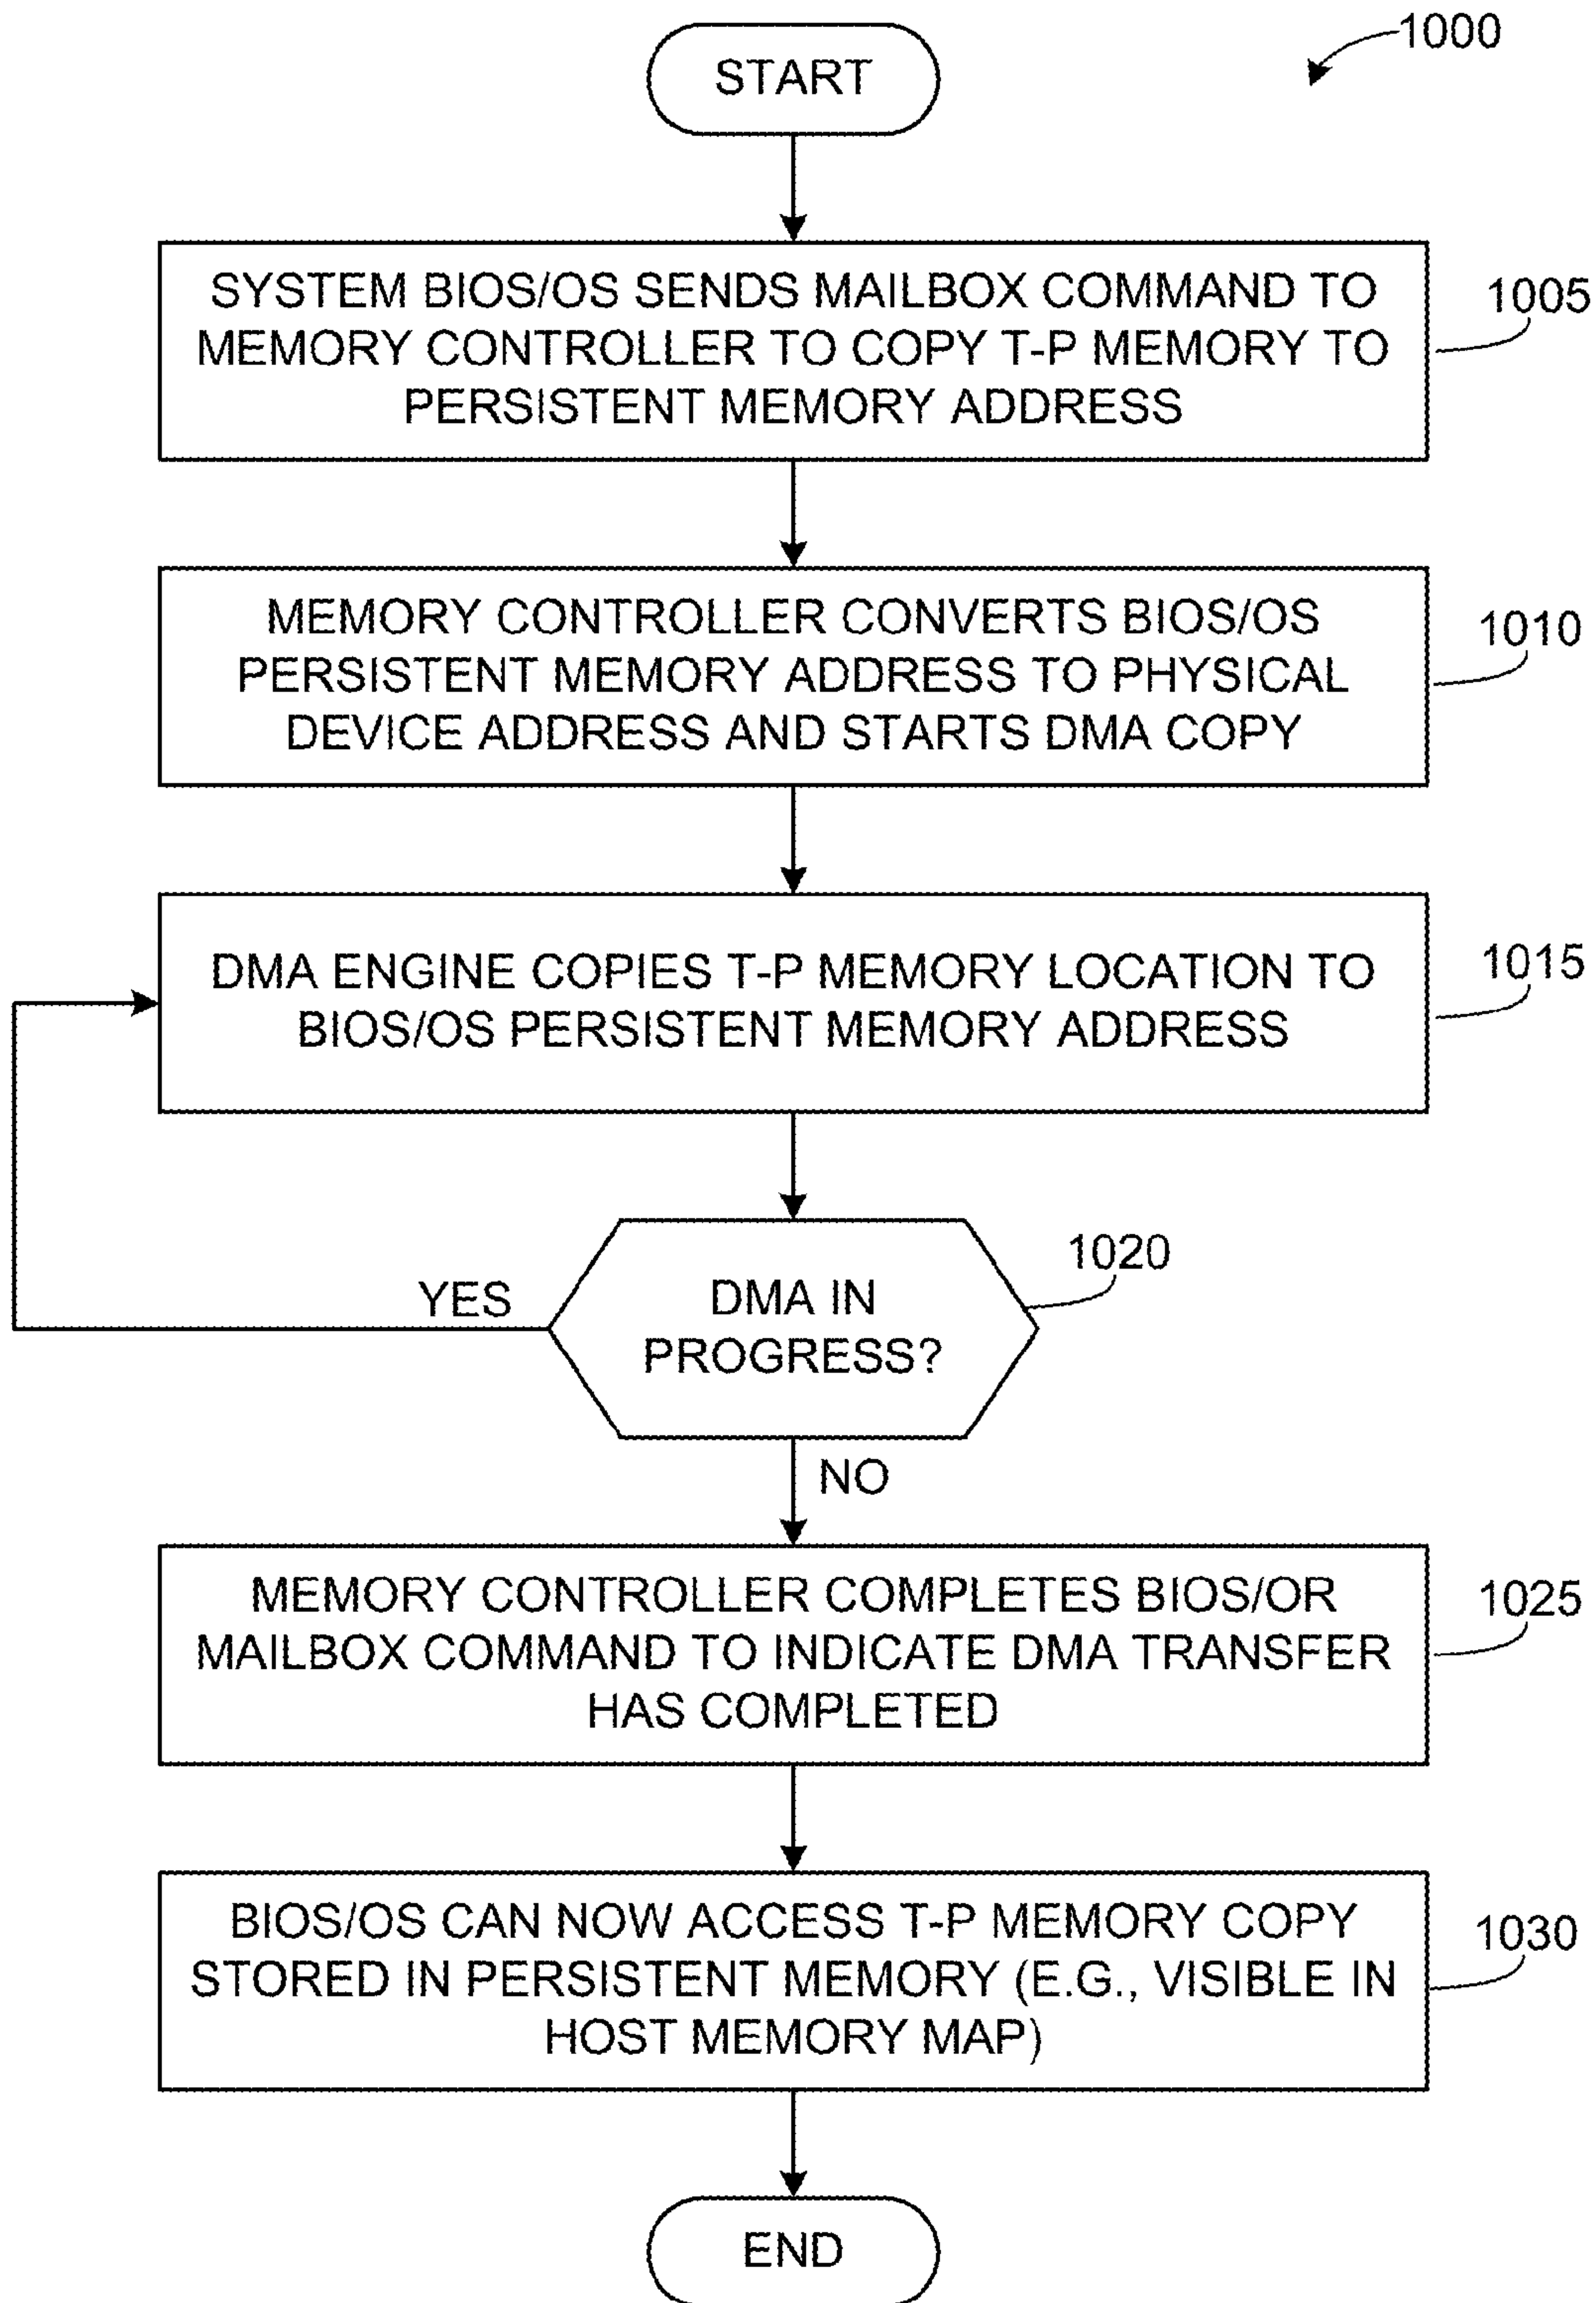 1000
START
SYSTEM BIOS/OS SENDS MAILBOX COMMAND TO
MEMORY CONTROLLER TO COPY T-P MEMORY TO
PERSISTENT MEMORY ADDRESS
1005
MEMORY CONTROLLER CONVERTS BIOS/OS
PERSISTENT MEMORY ADDRESS TO PHYSICAL
DEVICE ADDRESS AND STARTS DMA COPY
1010
DMA ENGINE COPIES T-P MEMORY LOCATION TO
BIOS/OS PERSISTENT MEMORY ADDRESS
1015
DMA IN
PROGRESS?
1020
YES
NO
MEMORY CONTROLLER COMPLETES BIOS/OR
MAILBOX COMMAND TO INDICATE DMA TRANSFER
HAS COMPLETED
1025
BIOS/OS CAN NOW ACCESS T-P MEMORY COPY
STORED IN PERSISTENT MEMORY (E.G., VISIBLE IN
HOST MEMORY MAP)
1030
END